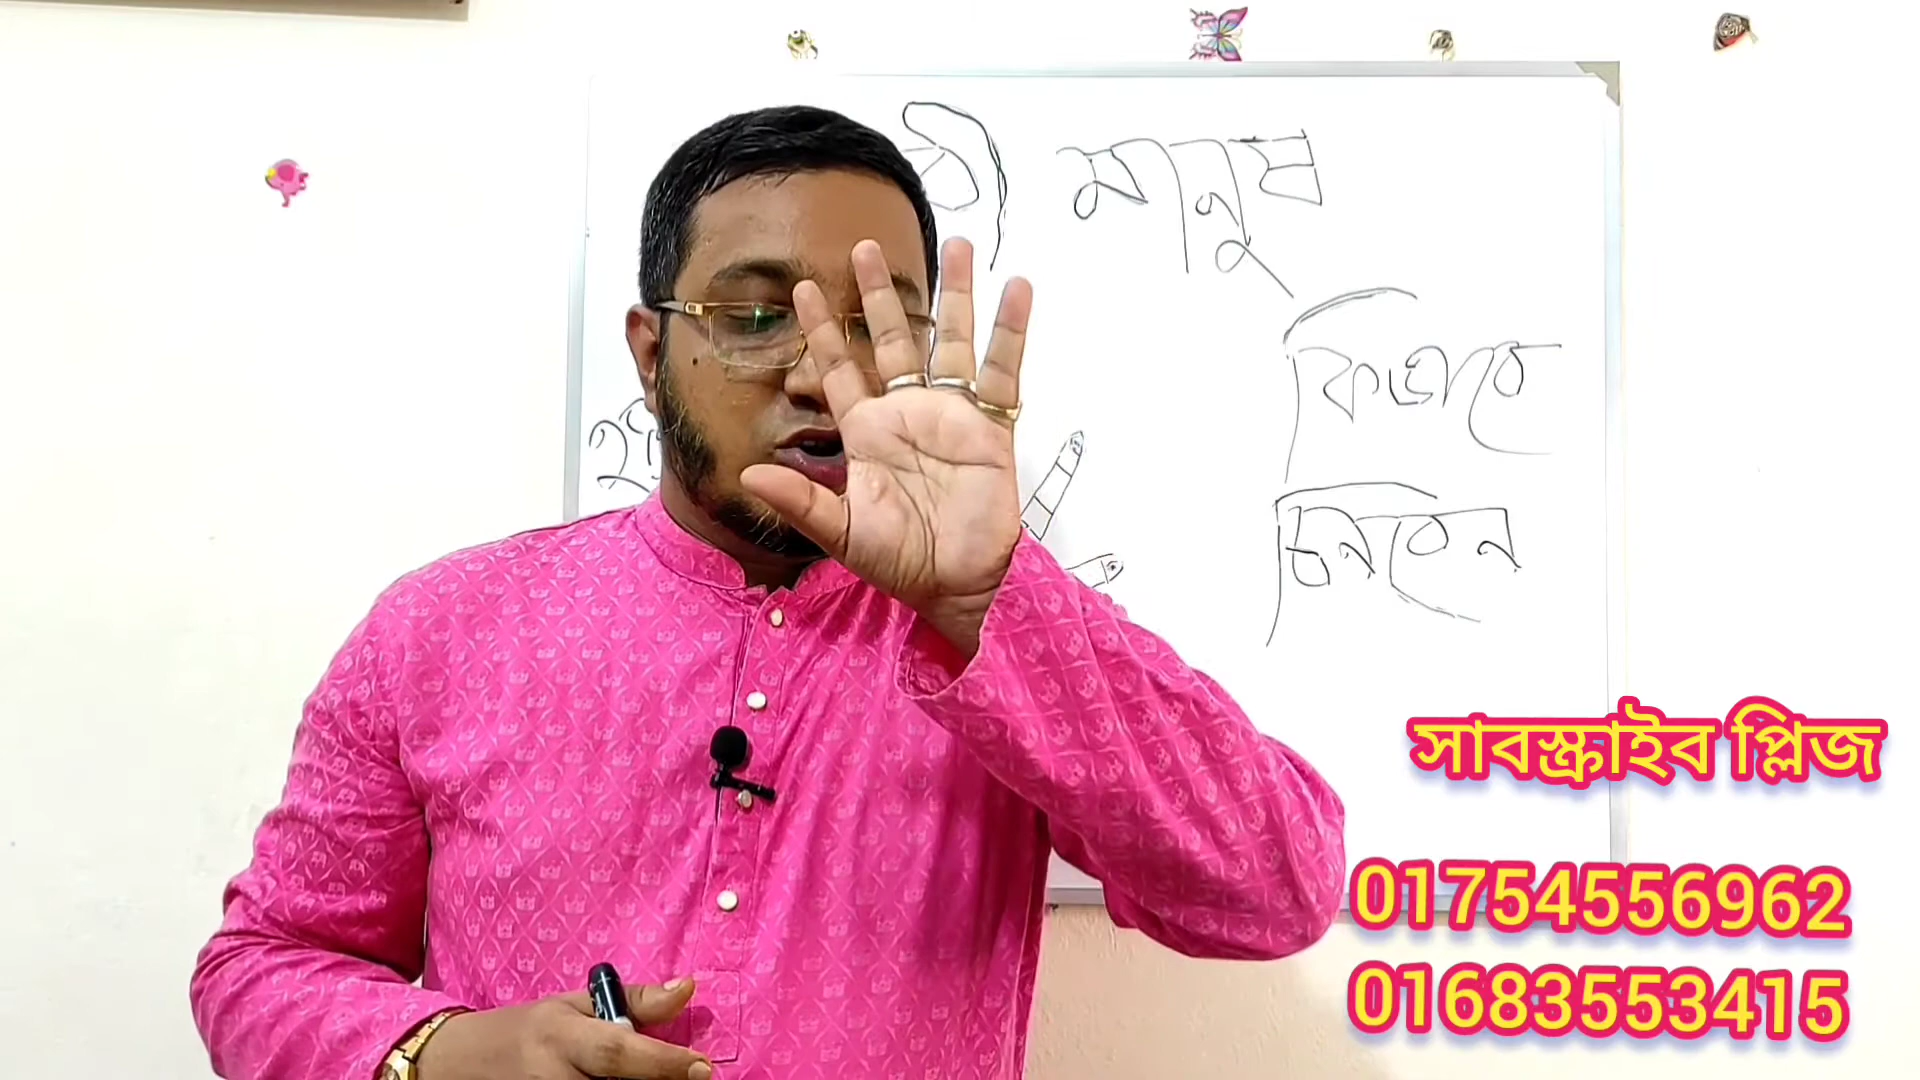 মানুষ
কিভাবে
চিনবেন
সাবস্ক্রাইব প্লিজ
01754556962
01683553415